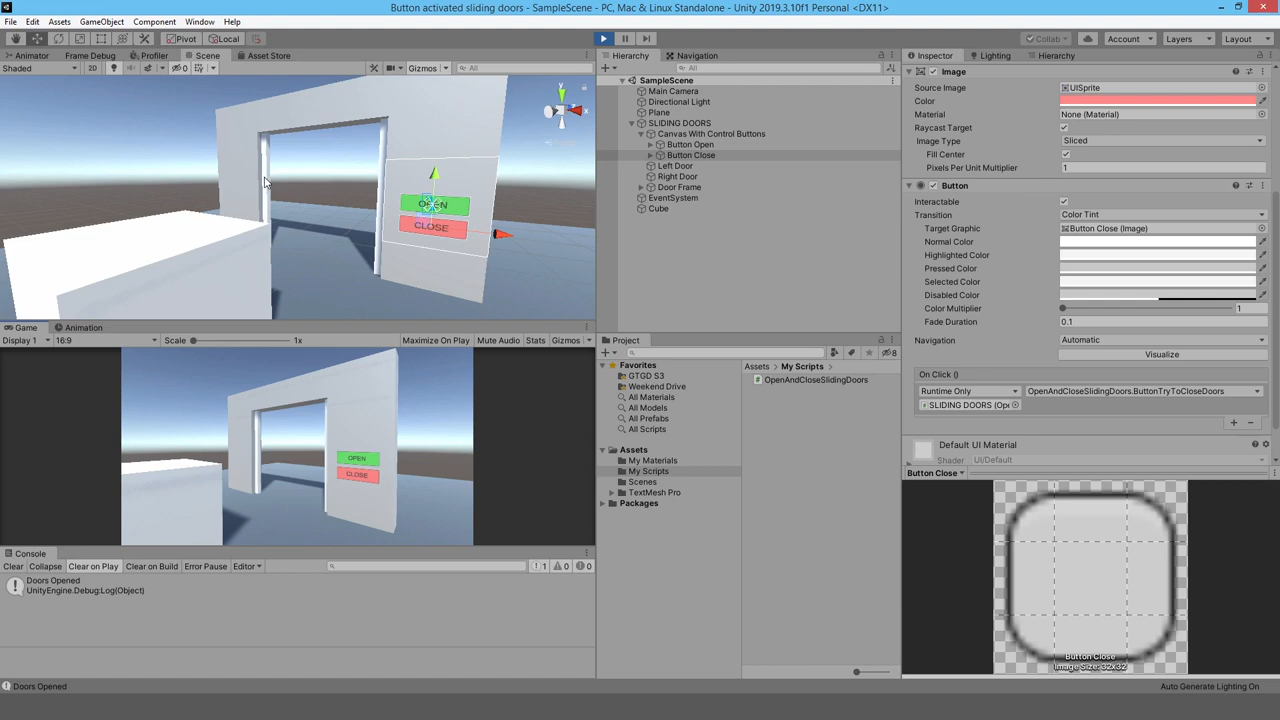 Button activated sliding doors - SampleScene - PC, Mac & Linux Standalone - Unity 2019.3.10f1 Personal <DX11>
File Edit Assets GameObject Component Window Help
Pivot Local Collab Account Layers Layout
Animator Frame Debug Profiler Scene Asset Store
Shaded 2D 0 Gizmos All
y x
OPEN
CLOSE
Hierarchy Navigation
All
SampleScene
Main Camera
Directional Light
Plane
SLIDING DOORS
Canvas With Control Buttons
Button Open
Button Close
Left Door
Right Door
Door Frame
EventSystem
Cube
Inspector Lighting Hierarchy
Image
Source Image UISprite
Color
Material None (Material)
Raycast Target
Image Type Sliced
Fill Center
Pixels Per Unit Multiplier 1
Button
Interactable
Transition Color Tint
Target Graphic Button Close (Image)
Normal Color
Highlighted Color
Pressed Color
Selected Color
Disabled Color
Color Multiplier 1
Fade Duration 0.1
Navigation Automatic
Visualize
On Click ()
Runtime Only OpenAndCloseSlidingDoors.ButtonTryToCloseDoors
SLIDING DOORS (Ope
Default UI Material
Shader UI/Default
Button Close
Button Close
Image Size: 32x32
Game Animation
Display 1 16:9 Scale 1x Maximize On Play Mute Audio Stats Gizmos
OPEN
CLOSE
Project
8
Favorites
GTGD S3
Weekend Drive
All Materials
All Models
All Prefabs
All Scripts
Assets
My Materials
My Scripts
Scenes
TextMesh Pro
Packages
Assets My Scripts
OpenAndCloseSlidingDoors
Console
Clear Collapse Clear on Play Clear on Build Error Pause Editor 1 0 0
Doors Opened
UnityEngine.Debug:Log(Object)
Doors Opened
Auto Generate Lighting On